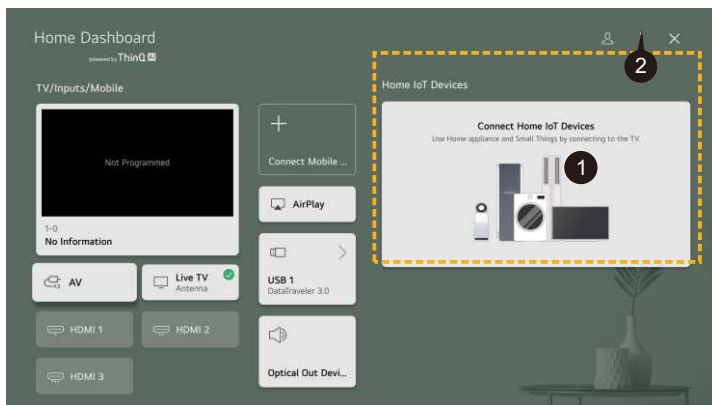 Home Dashboard
powered by ThinQ AI
TV/Inputs/Mobile
Not Programmed
1-0
No Information
AV
Live TV
Antenna
HDMI 1
HDMI 2
HDMI 3
Connect Mobile ...
AirPlay
USB 1
DataTraveler 3.0
Optical Out Devi...
2
Home IoT Devices
Connect Home IoT Devices
Use Home appliance and Small Things by connecting to the TV.
1